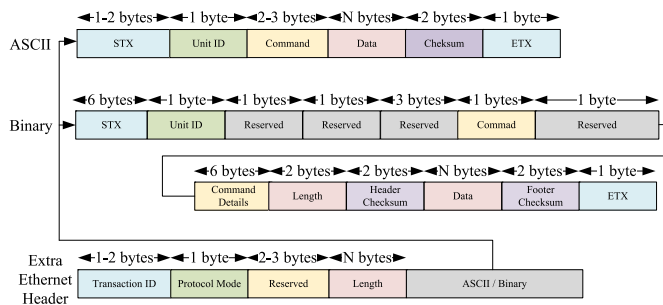 1-2 bytes 1 byte 2-3 bytes N bytes 2 bytes 1 byte
ASCII STX Unit ID Command Data Cheksum ETX
6 bytes 1 byte 1 bytes 1 bytes 3 bytes 1 bytes 1 byte
Binary STX Unit ID Reserved Reserved Reserved Commad Reserved
6 bytes 2 bytes 2 bytes N bytes 2 bytes 1 byte
Command Details Length Header Checksum Data Footer Checksum ETX
1-2 bytes 1 byte 2-3 bytes N bytes
Extra Ethernet Header Transaction ID Protocol Mode Reserved Length ASCII / Binary